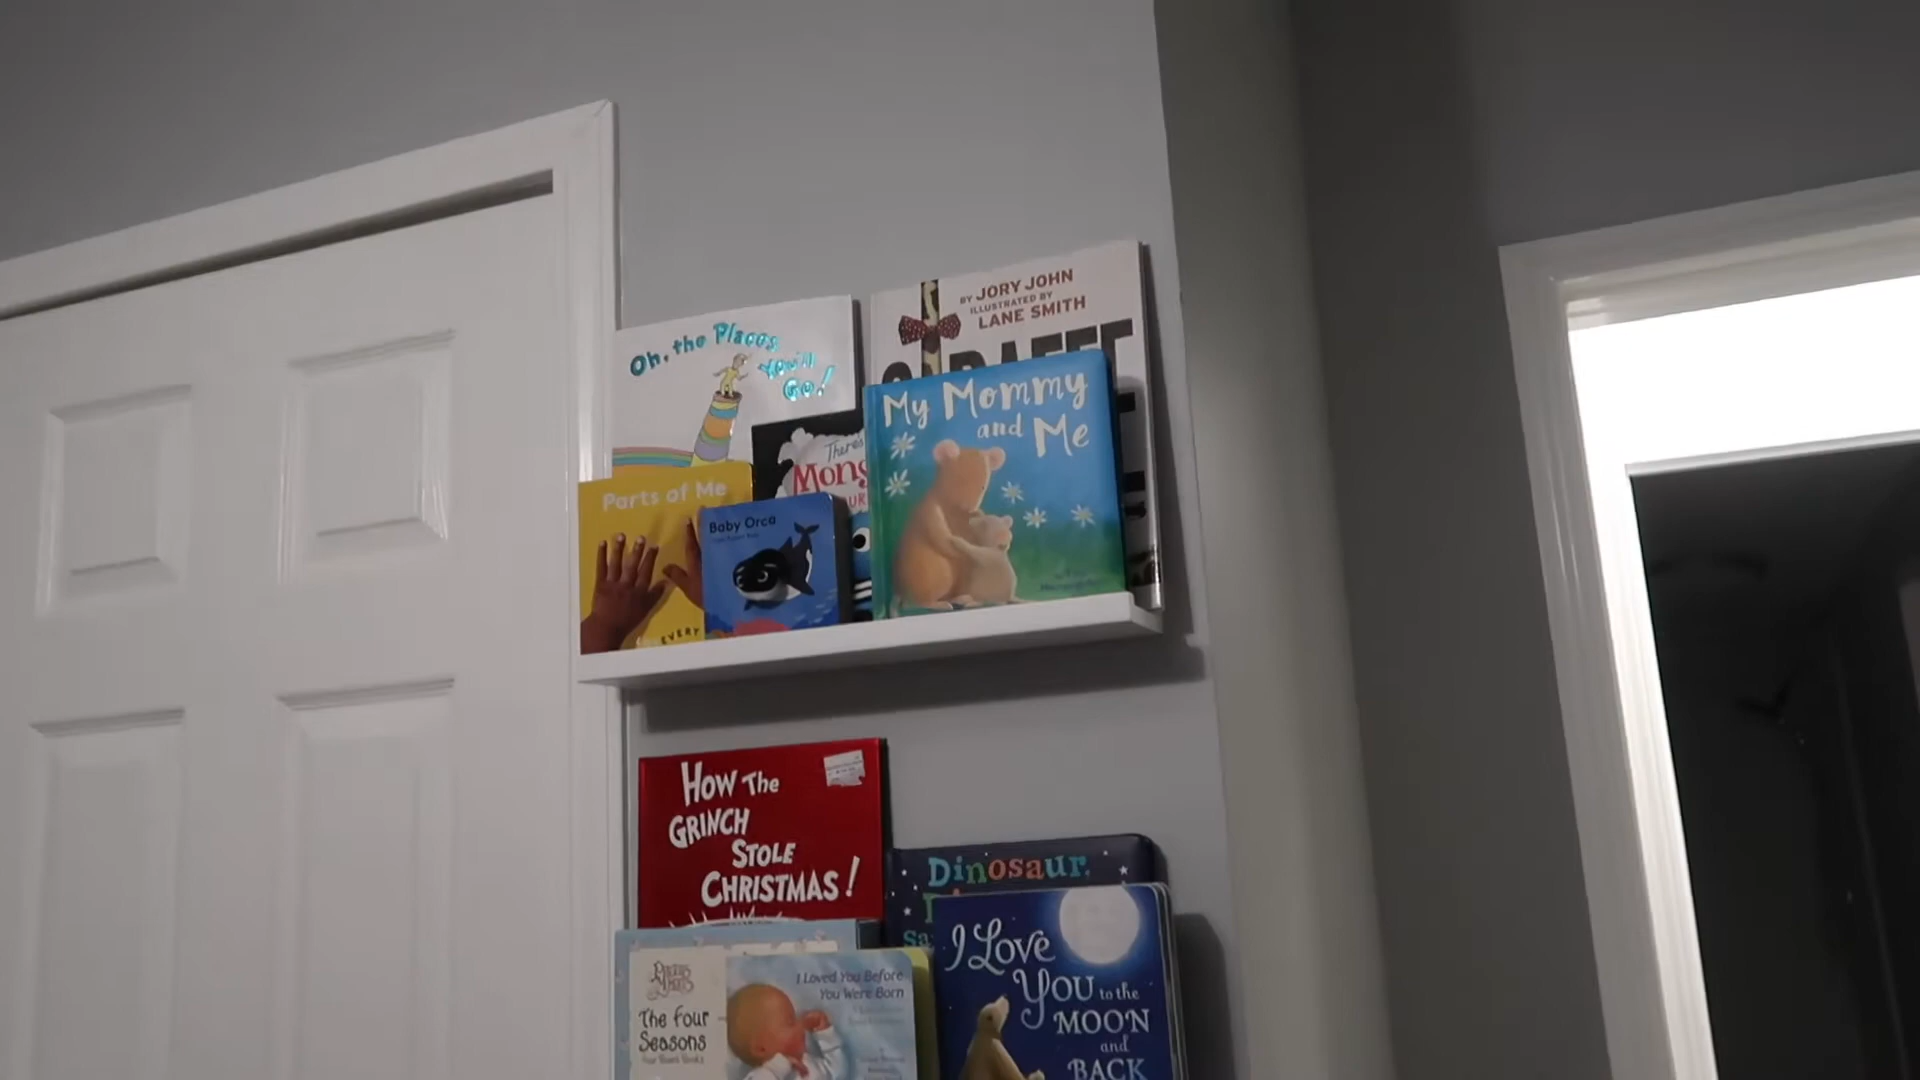 Oh, the Places
You'll
Go!
BY JORY JOHN
ILLUSTRATED BY
LANE SMITH
My Mommy
and Me
There's
Parts of Me
Baby Orca
EVERY
HOW THE
GRINCH
STOLE
CHRISTMAS!
Dinosaur,
I LOVE
YOU to the
MOON
and
BACK
The Four
Seasons
I Loved You Before
You Were Born